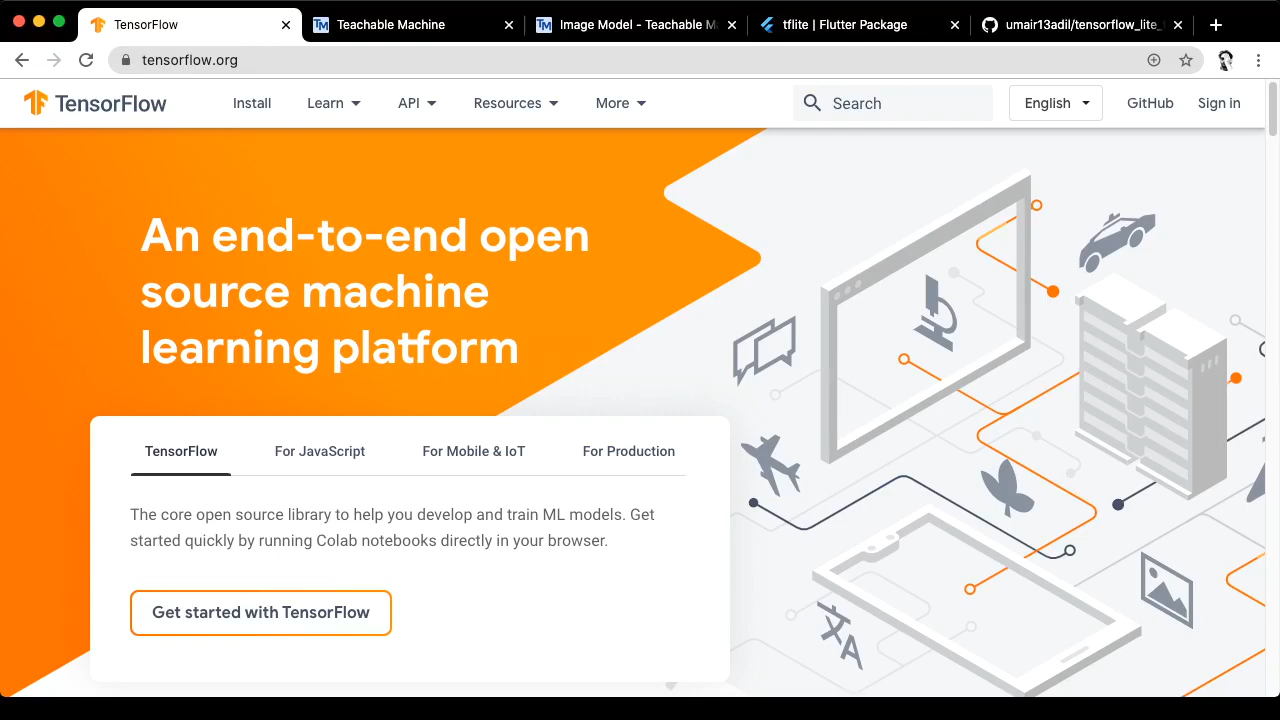 TensorFlow
Teachable Machine
Image Model - Teachable Ma
tflite | Flutter Package
umair13adil/tensorflow_lite_
tensorflow.org
TensorFlow
Install
Learn
API
Resources
More
Search
English
GitHub
Sign in
An end-to-end open
source machine
learning platform
TensorFlow
For JavaScript
For Mobile & IoT
For Production
The core open source library to help you develop and train ML models. Get
started quickly by running Colab notebooks directly in your browser.
Get started with TensorFlow
文A